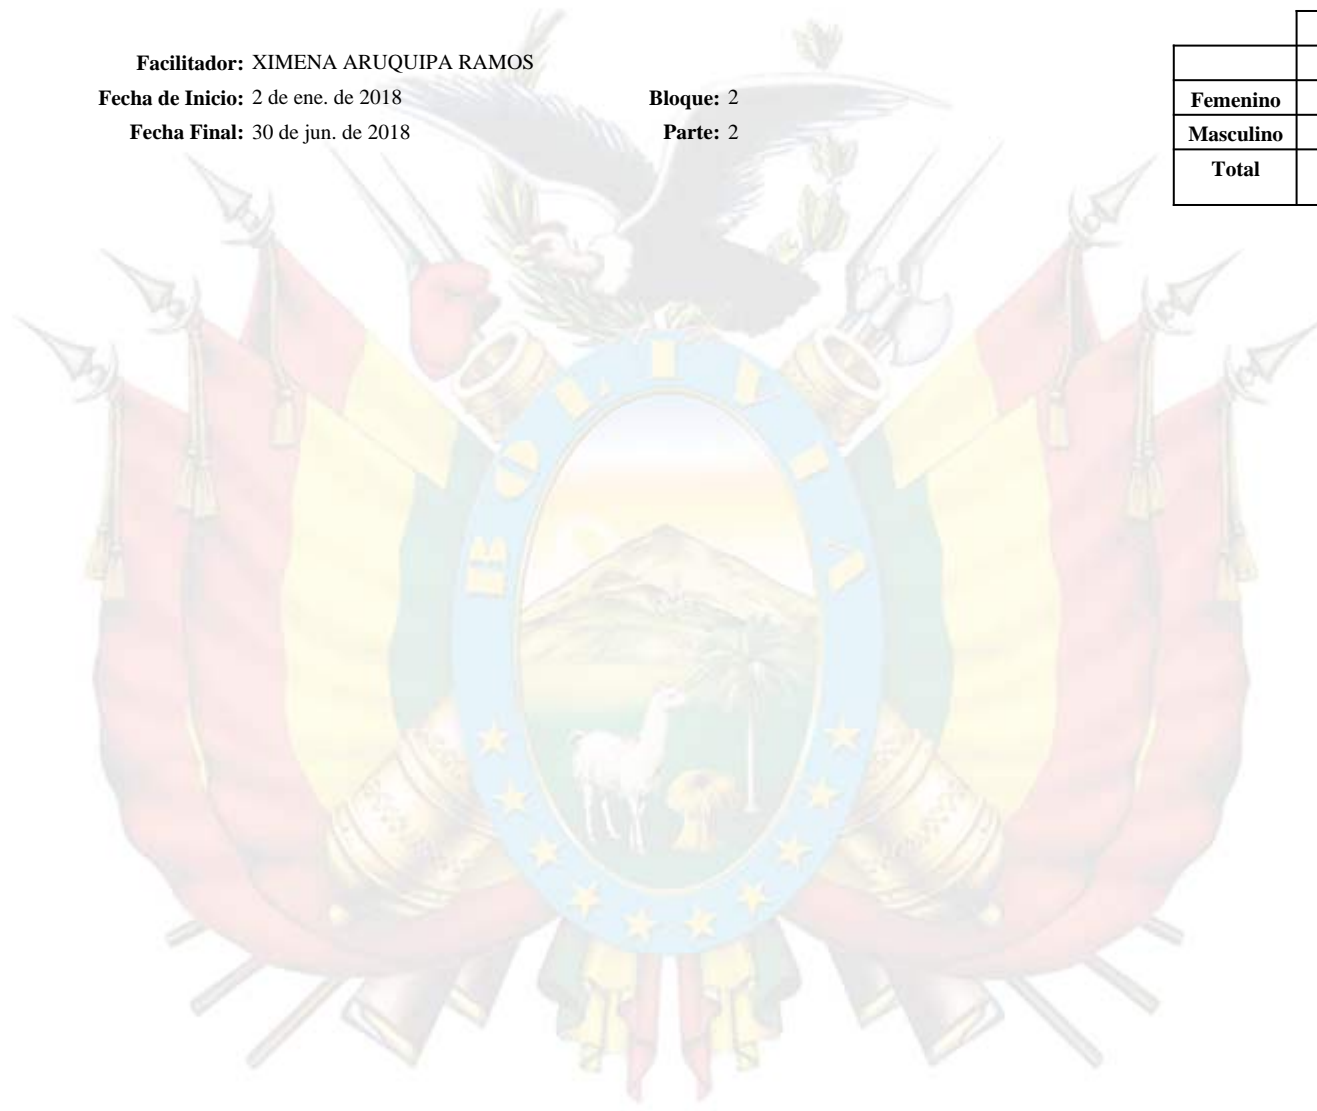 Facilitador: XIMENA ARUQUIPA RAMOS
Fecha de Inicio: 2 de ene. de 2018 Bloque: 2
Fecha Final: 30 de jun. de 2018 Parte: 2
Femenino
Masculino
Total
BOLIVIA